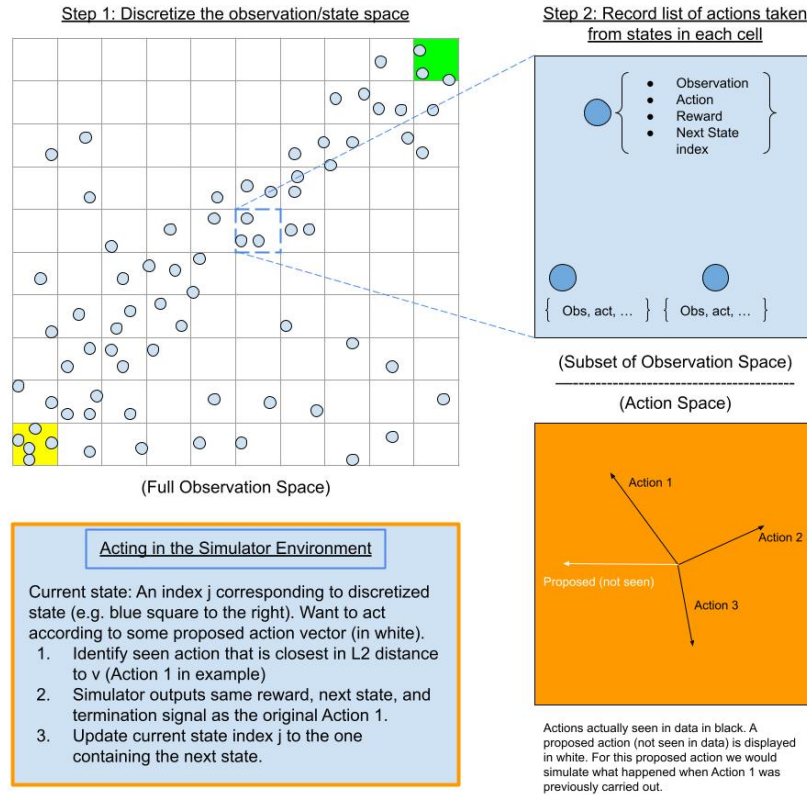 Step 1: Discretize the observation/state space
(Full Observation Space)
Step 2: Record list of actions taken
from states in each cell
● Observation
● Action
● Reward
● Next State
index
{ Obs, act, … } { Obs, act, … }
(Subset of Observation Space)
(Action Space)
Action 1
Action 2
Proposed (not seen)
Action 3
Actions actually seen in data in black. A
proposed action (not seen in data) is displayed
in white. For this proposed action we would
simulate what happened when Action 1 was
previously carried out.
Acting in the Simulator Environment
Current state: An index j corresponding to discretized
state (e.g. blue square to the right). Want to act
according to some proposed action vector (in white).
1. Identify seen action that is closest in L2 distance
to v (Action 1 in example)
2. Simulator outputs same reward, next state, and
termination signal as the original Action 1.
3. Update current state index j to the one
containing the next state.